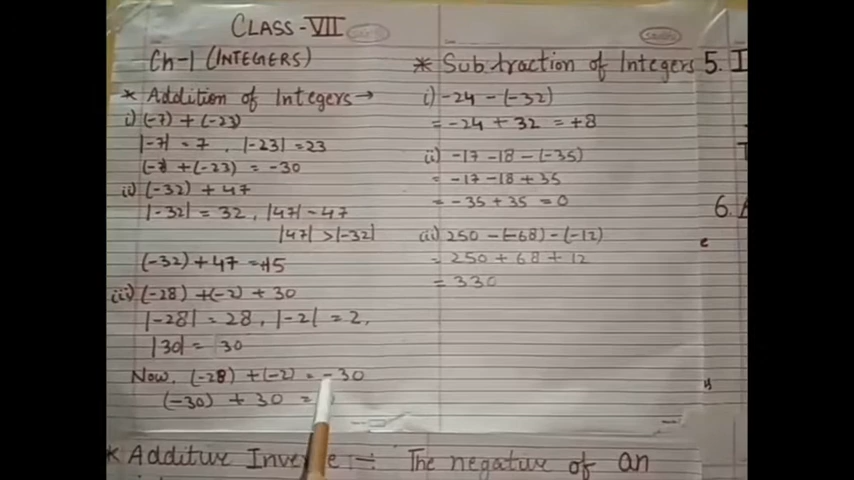 CLASS-VII
Ch-1 (INTEGERS)
* Addition of Integers →
i) (-7) + (-23)
|-7| = 7 , |-23| = 23
(-7) + (-23) = -30
ii) (-32) + 47
|-32| = 32, |47| = 47
|47| > |-32|
(-32) + 47 = +15
iii) (-28) + (-2) + 30
|-28| = 28, |-2| = 2,
|30| = 30
Now, (-28) + (-2) = -30
(-30) + 30 =
* Subtraction of Integers
i) -24 - (-32)
= -24 + 32 = +8
(ii) -17 -18 - (-35)
= -17 -18 + 35
= -35 + 35 = 0
(iii) 250 - (-68) - (-12)
= 250 + 68 + 12
= 330
5. I
6. A
* Additive Inverse :- The negative of an